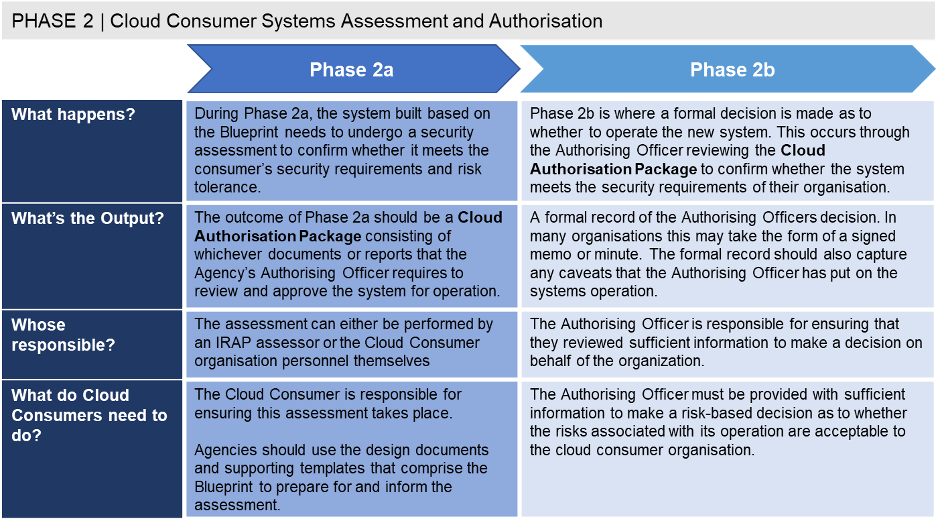 PHASE 2 | Cloud Consumer Systems Assessment and Authorisation
Phase 2a
Phase 2b
What happens?
During Phase 2a, the system built based on
the Blueprint needs to undergo a security
assessment to confirm whether it meets the
consumer's security requirements and risk
tolerance.
Phase 2b is where a formal decision is made as to
whether to operate the new system. This occurs through
the Authorising Officer reviewing the Cloud
Authorisation Package to confirm whether the system
meets the security requirements of their organisation.
What's the Output?
The outcome of Phase 2a should be a Cloud
Authorisation Package consisting of
whichever documents or reports that the
Agency's Authorising Officer requires to
review and approve the system for operation.
A formal record of the Authorising Officers decision. In
many organisations this may take the form of a signed
memo or minute.  The formal record should also capture
any caveats that the Authorising Officer has put on the
systems operation.
Whose
responsible?
The assessment can either be performed by
an IRAP assessor or the Cloud Consumer
organisation personnel themselves
The Authorising Officer is responsible for ensuring that
they reviewed sufficient information to make a decision on
behalf of the organization.
What do Cloud
Consumers need to
do?
The Cloud Consumer is responsible for
ensuring this assessment takes place.
Agencies should use the design documents
and supporting templates that comprise the
Blueprint to prepare for and inform the
assessment.
The Authorising Officer must be provided with sufficient
information to make a risk-based decision as to whether
the risks associated with its operation are acceptable to
the cloud consumer organisation.